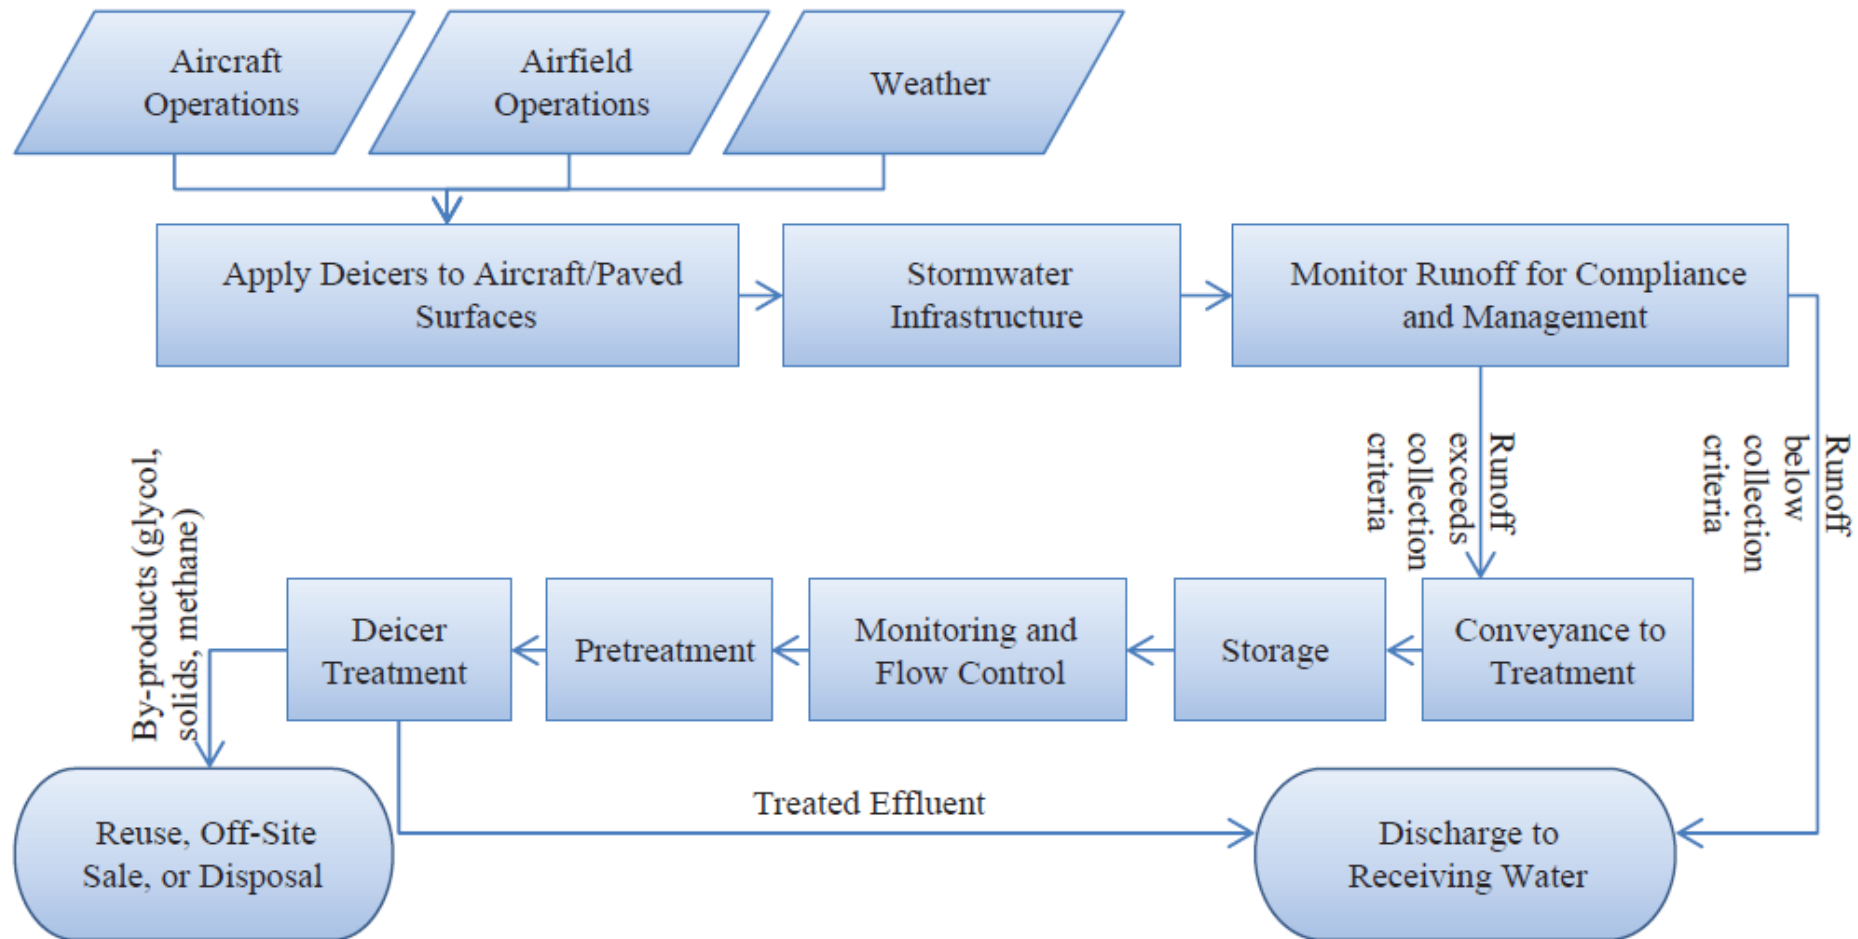 Aircraft
Operations
Airfield
Operations
Weather
Apply Deicers to Aircraft/Paved
Surfaces
Stormwater
Infrastructure
Monitor Runoff for Compliance
and Management
Runoff
exceeds
collection
criteria
Runoff
below
collection
criteria
By-products (glycol,
solids, methane)
Deicer
Treatment
Pretreatment
Monitoring and
Flow Control
Storage
Conveyance to
Treatment
Treated Effluent
Reuse, Off-Site
Sale, or Disposal
Discharge to
Receiving Water